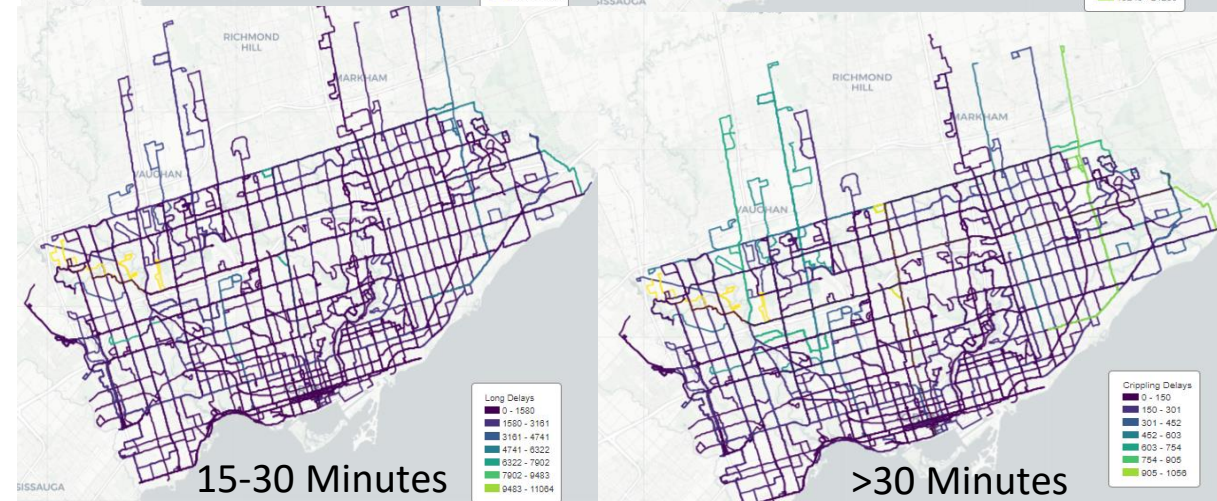 SISSAUGA
RICHMOND
HILL
MARKHAM
VAUGHAN
Long Delays
0 - 1580
1580 - 3161
3161 - 4741
4741 - 6322
6322 - 7902
7902 - 9483
9483 - 11064
15-30 Minutes
SISSAUGA
RICHMOND
HILL
MARKHAM
VAUGHAN
Crippling Delays
0 - 150
150 - 301
301 - 452
452 - 603
603 - 754
754 - 905
905 - 1056
>30 Minutes